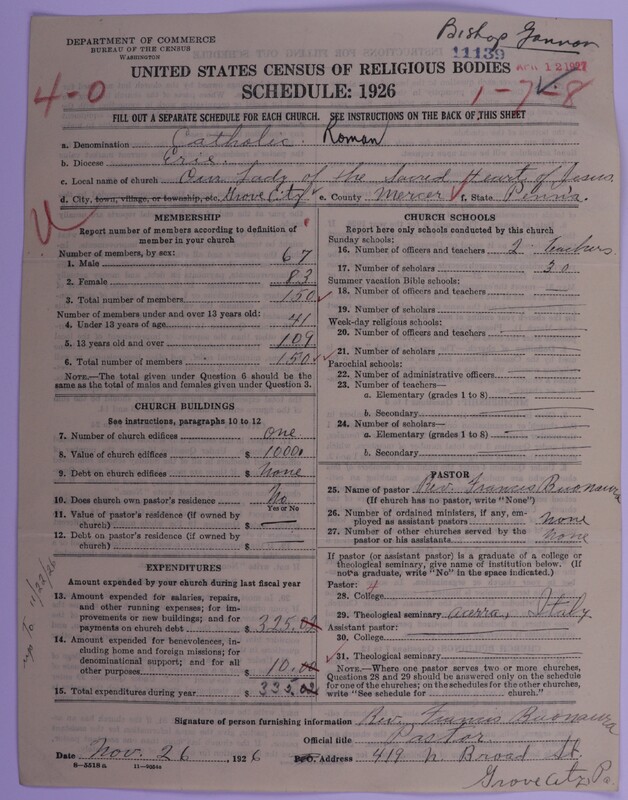 Bishop Gannon
DEPARTMENT OF COMMERCE
BUREAU OF THE CENSUS
WASHINGTON
11139 APR 12 1927
UNITED STATES CENSUS OF RELIGIOUS BODIES
4-0 SCHEDULE: 1926 1-7-8
FILL OUT A SEPARATE SCHEDULE FOR EACH CHURCH. SEE INSTRUCTIONS ON THE BACK OF THIS SHEET
a. Denomination Catholic. Roman
b. Diocese Erie.
c. Local name of church Our Lady of the Sacred Heart of Jesus.
d. City, town, village, or township, etc. Grove City e. County Mercer f. State Penn'a.
MEMBERSHIP
Report number of members according to definition of
member in your church
Number of members, by sex:
1. Male 67
2. Female 83
3. Total number of members 150
Number of members under and over 13 years old:
4. Under 13 years of age 41
5. 13 years old and over 109
6. Total number of members 150
NOTE.—The total given under Question 6 should be the
same as the total of males and females given under Question 3.
CHURCH BUILDINGS
See instructions, paragraphs 10 to 12
7. Number of church edifices One
8. Value of church edifices $ 1000.
9. Debt on church edifices $ None
10. Does church own pastor's residence? No
Yes or No
11. Value of pastor's residence (if owned by
church) $
12. Debt on pastor's residence (if owned by
church) $
EXPENDITURES
Amount expended by your church during last fiscal year
13. Amount expended for salaries, repairs,
and other running expenses; for im-
provements or new buildings; and for
payments on church debt $ 325.00
14. Amount expended for benevolences, in-
cluding home and foreign missions; for
denominational support; and for all
other purposes $ 10.00
15. Total expenditures during year $ 335.00
CHURCH SCHOOLS
Report here only schools conducted by this church
Sunday schools:
16. Number of officers and teachers 2 teachers
17. Number of scholars 30
Summer vacation Bible schools:
18. Number of officers and teachers
19. Number of scholars
Week-day religious schools:
20. Number of officers and teachers
21. Number of scholars
Parochial schools:
22. Number of administrative officers
23. Number of teachers—
a. Elementary (grades 1 to 8)
b. Secondary
24. Number of scholars—
a. Elementary (grades 1 to 8)
b. Secondary
PASTOR
25. Name of pastor Rev. Francis Buonaura
(If church has no pastor, write "None")
26. Number of ordained ministers, if any, em-
ployed as assistant pastors none
27. Number of other churches served by the
pastor or his assistants none
If pastor (or assistant pastor) is a graduate of a college or
theological seminary, give name of institution below. (If
not a graduate, write "No" in the space indicated.)
Pastor:
28. College
29. Theological seminary Italy
Assistant pastor:
30. College
31. Theological seminary
NOTE.—Where one pastor serves two or more churches,
Questions 28 and 29 should be answered only on the schedule
for one of the churches; on the schedules for the other churches,
write "See schedule for church."
Signature of person furnishing information Rev. Francis Buonaura
Official title Pastor
Date Nov. 26, 1926 P.O. Address 419 N. Broad St.
8—5518a 11—9354a Grove City, Pa.